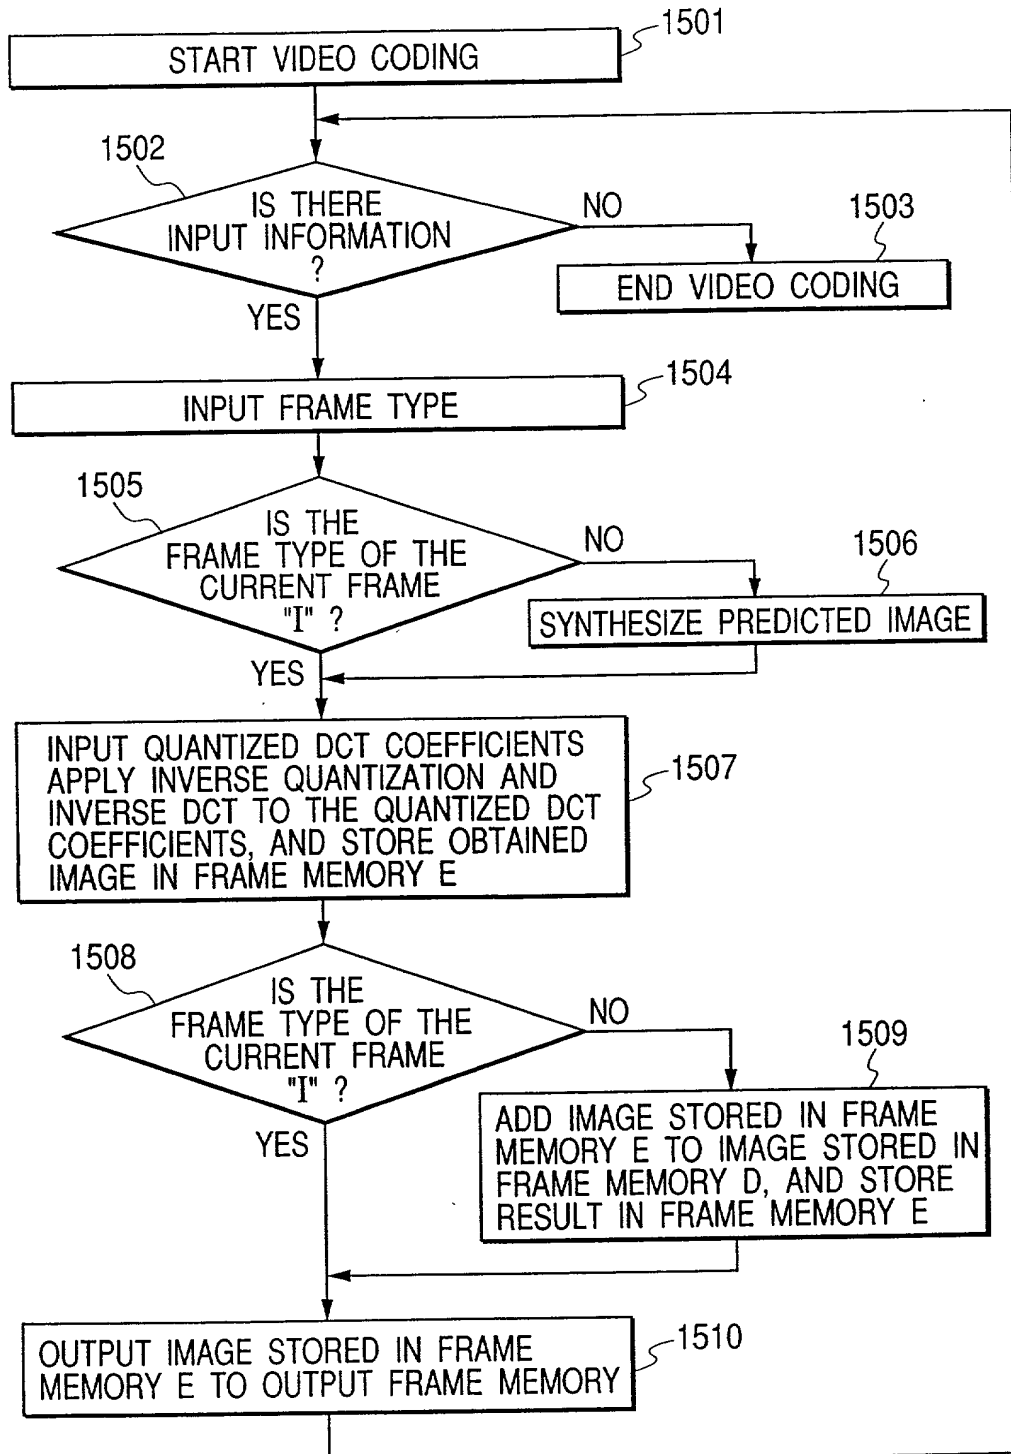 1501
START VIDEO CODING
1502
IS THERE
INPUT INFORMATION
?
NO
1503
END VIDEO CODING
YES
1504
INPUT FRAME TYPE
1505
IS THE
FRAME TYPE OF THE
CURRENT FRAME
"I" ?
NO
1506
SYNTHESIZE PREDICTED IMAGE
YES
INPUT QUANTIZED DCT COEFFICIENTS
APPLY INVERSE QUANTIZATION AND
INVERSE DCT TO THE QUANTIZED DCT
COEFFICIENTS, AND STORE OBTAINED
IMAGE IN FRAME MEMORY E
1507
1508
IS THE
FRAME TYPE OF THE
CURRENT FRAME
"I" ?
NO
1509
ADD IMAGE STORED IN FRAME
MEMORY E TO IMAGE STORED IN
FRAME MEMORY D, AND STORE
RESULT IN FRAME MEMORY E
YES
1510
OUTPUT IMAGE STORED IN FRAME
MEMORY E TO OUTPUT FRAME MEMORY